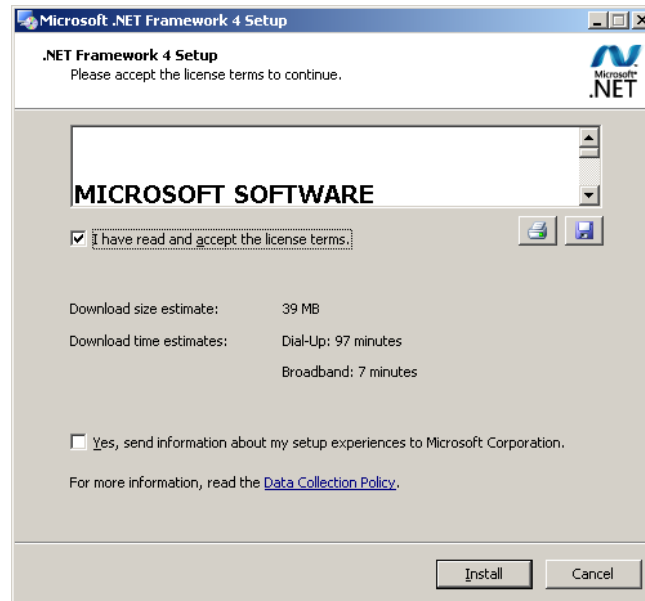 Microsoft .NET Framework 4 Setup
.NET Framework 4 Setup
Please accept the license terms to continue.
Microsoft
.NET
MICROSOFT SOFTWARE
I have read and accept the license terms.
Download size estimate: 39 MB
Download time estimates: Dial-Up: 97 minutes
Broadband: 7 minutes
Yes, send information about my setup experiences to Microsoft Corporation.
For more information, read the Data Collection Policy.
Install Cancel